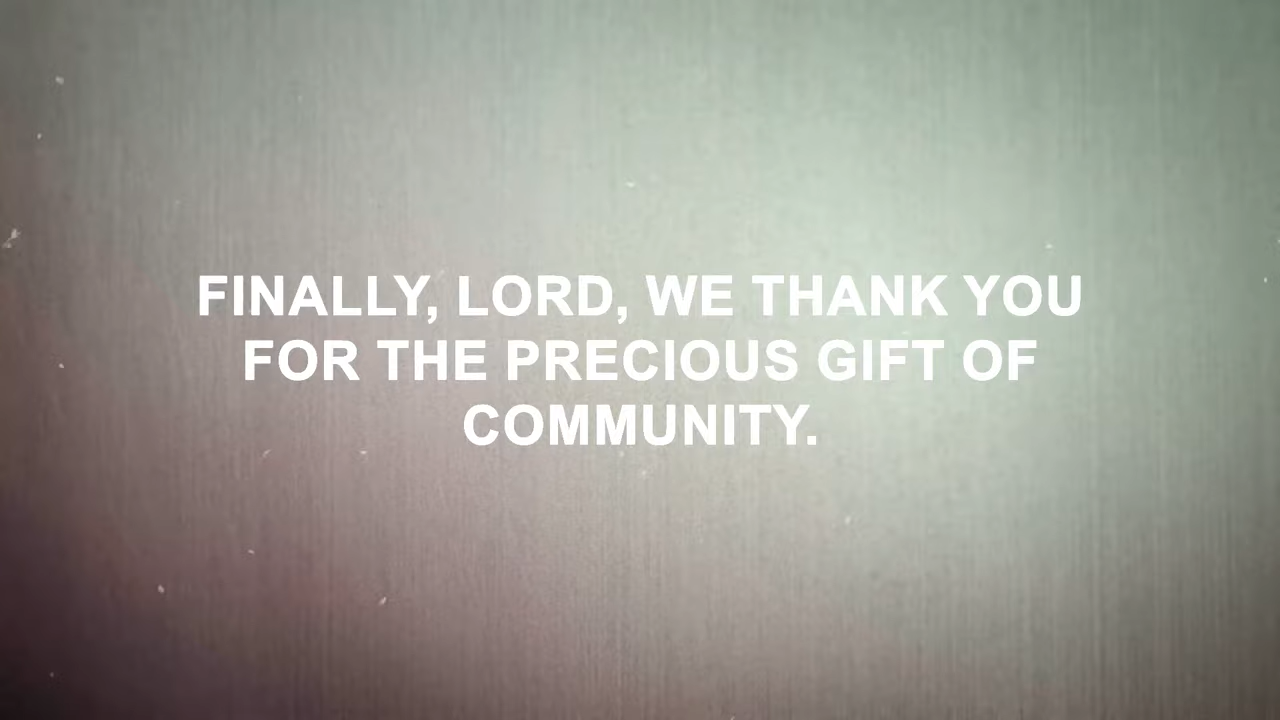 FINALLY, LORD, WE THANK YOU
FOR THE PRECIOUS GIFT OF
COMMUNITY.